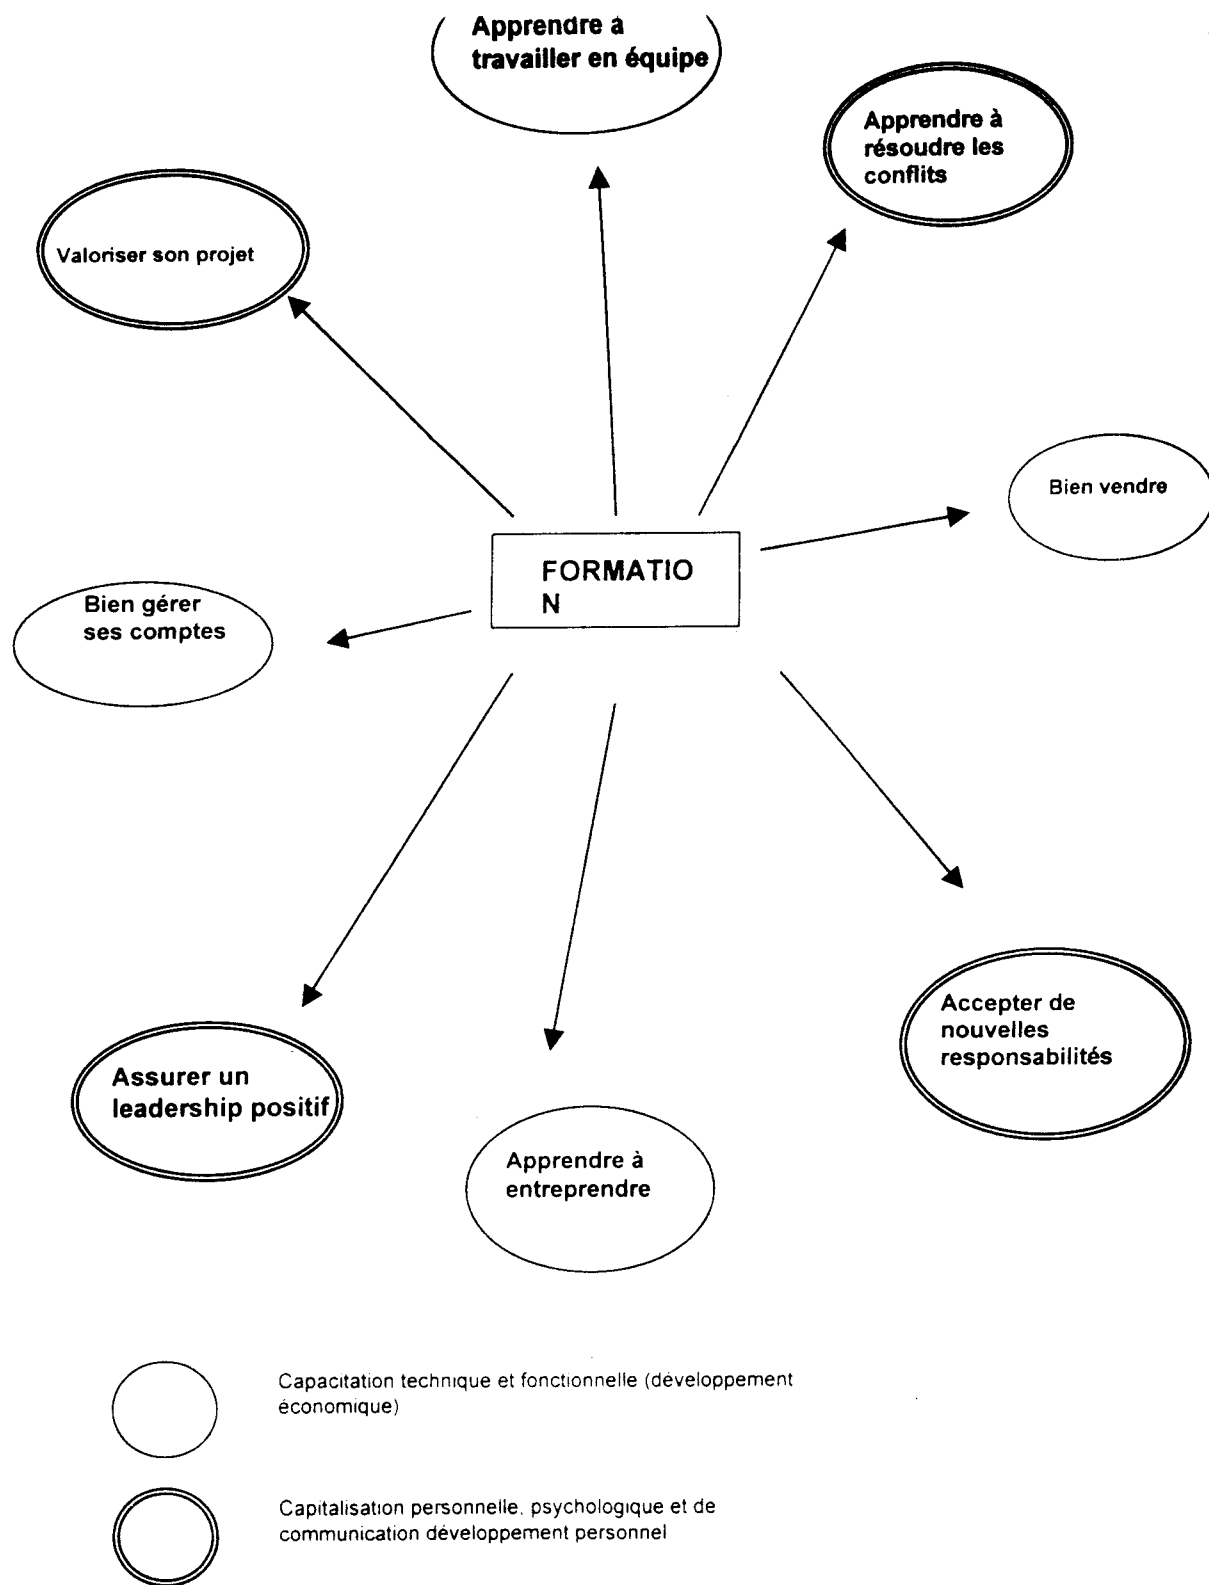 Apprendre à
travailler en équipe
Apprendre à
résoudre les
conflits
Valoriser son projet
Bien vendre
FORMATIO
N
Bien gérer
ses comptes
Accepter de
nouvelles
responsabilités
Assurer un
leadership positif
Apprendre à
entreprendre
Capacitation technique et fonctionnelle (développement
économique)
Capitalisation personnelle, psychologique et de
communication développement personnel